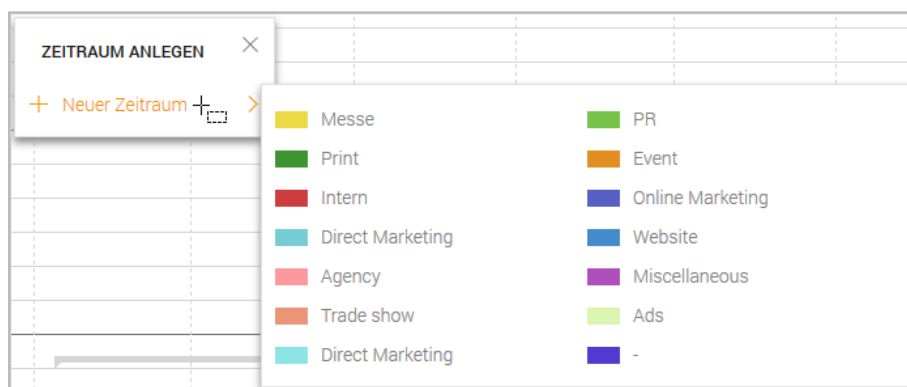 ZEITRAUM ANLEGEN
Neuer Zeitraum
Messe
Print
Intern
Direct Marketing
Agency
Trade show
Direct Marketing
PR
Event
Online Marketing
Website
Miscellaneous
Ads
-